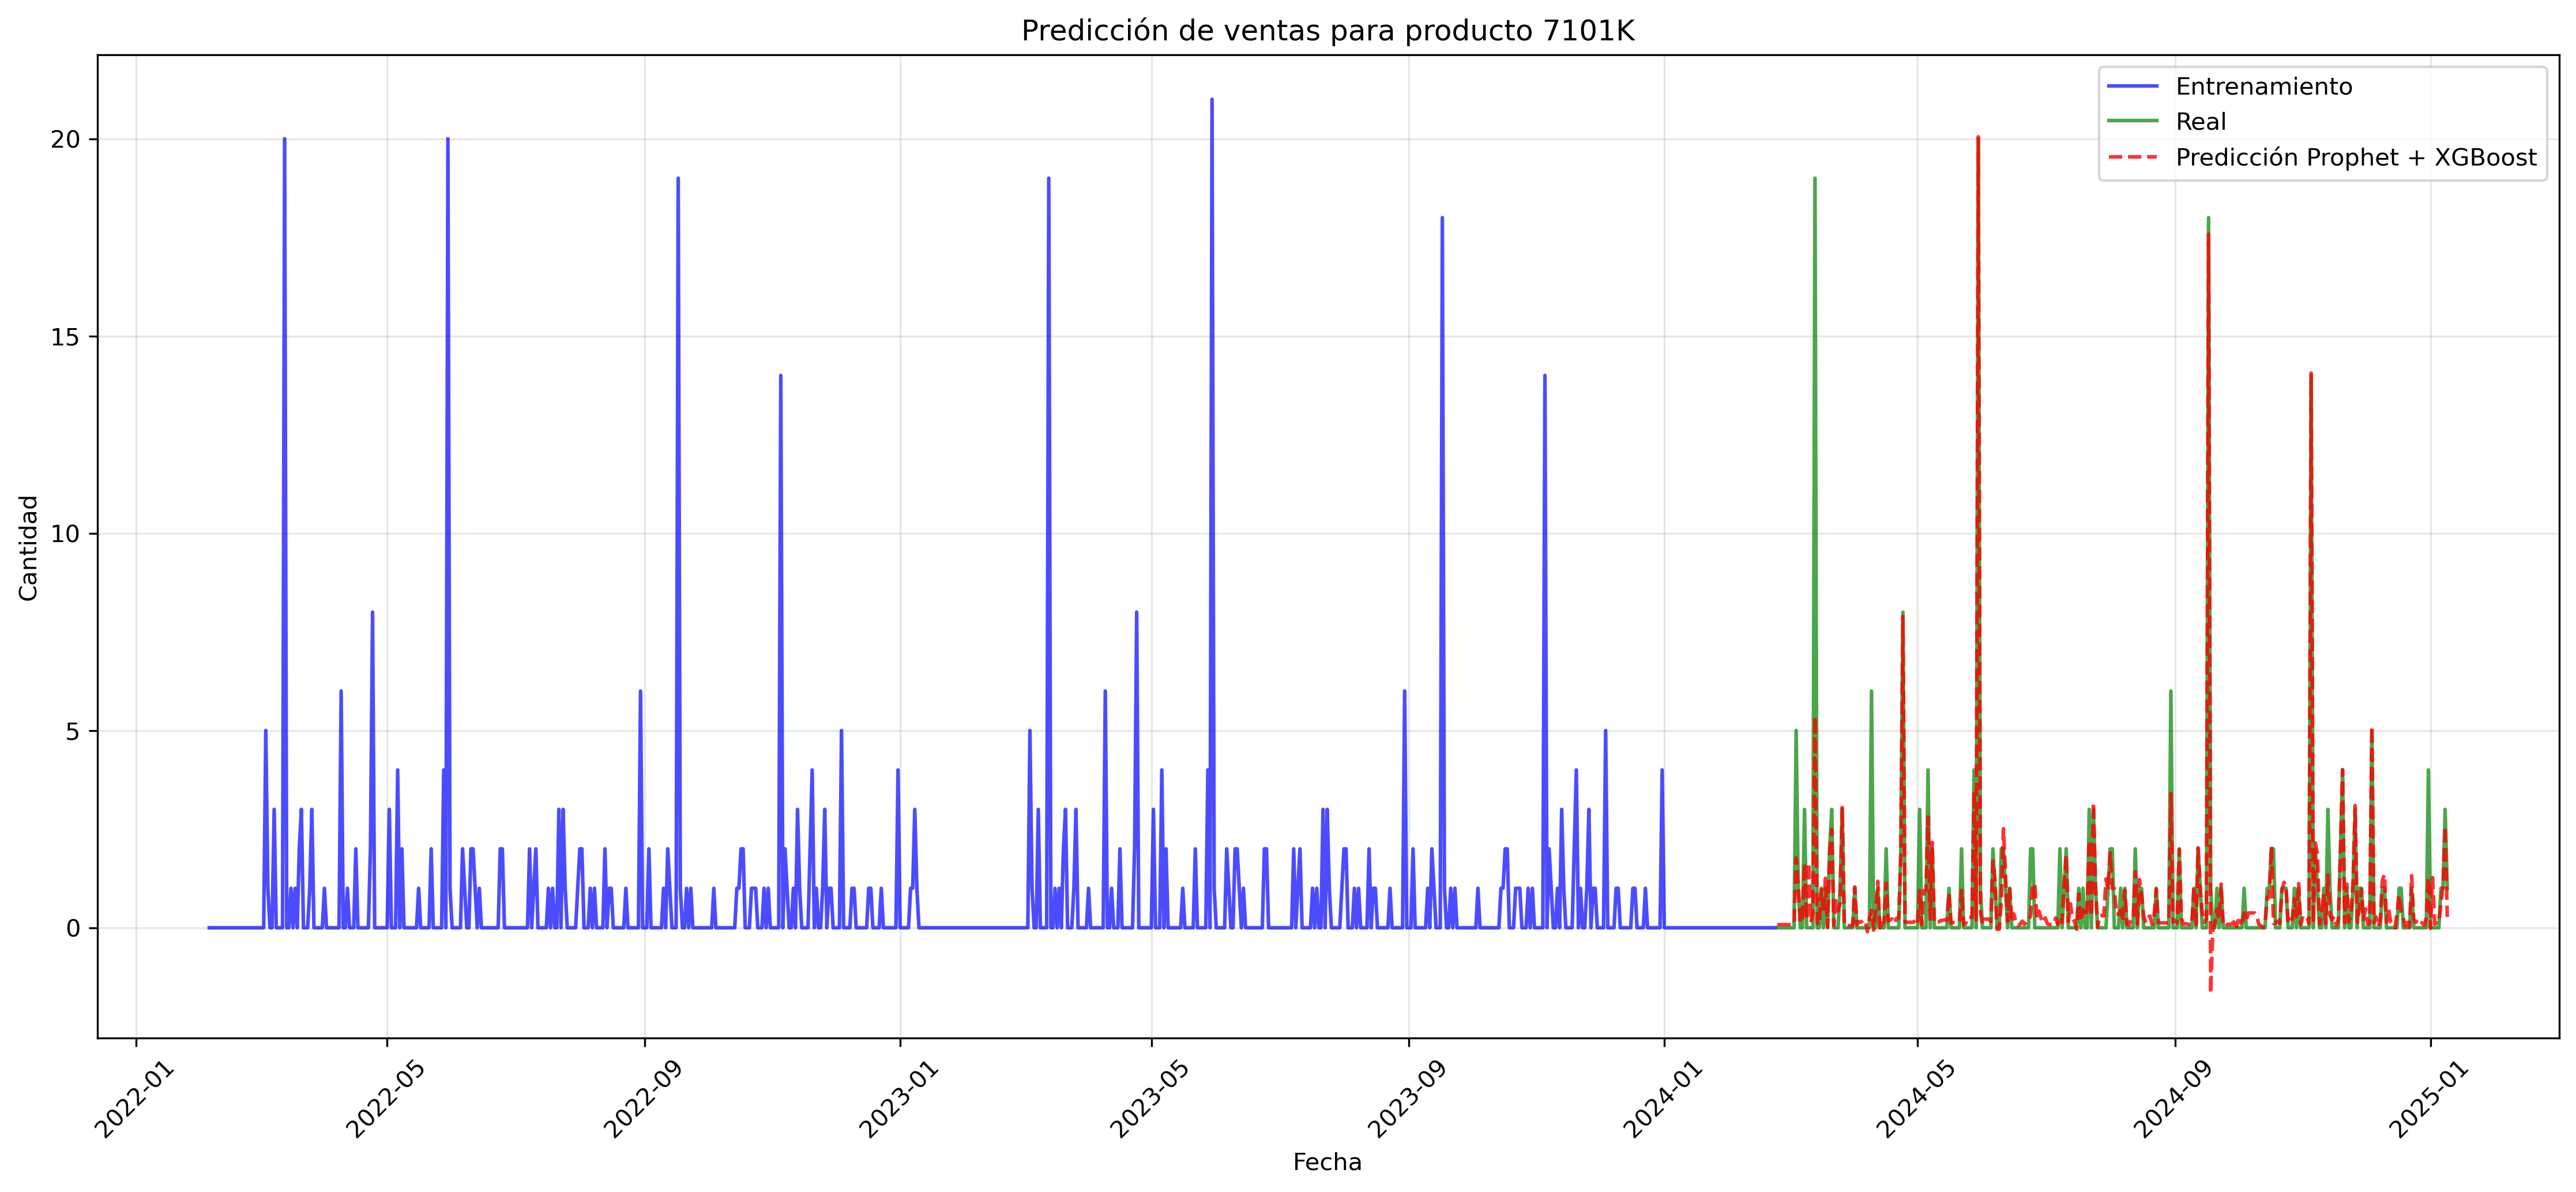 Predicción de ventas para producto 7101K
Entrenamiento
Real
Predicción Prophet + XGBoost
Cantidad
20
15
10
5
0
2022-01
2022-05
2022-09
2023-01
2023-05
2023-09
2024-01
2024-05
2024-09
2025-01
Fecha